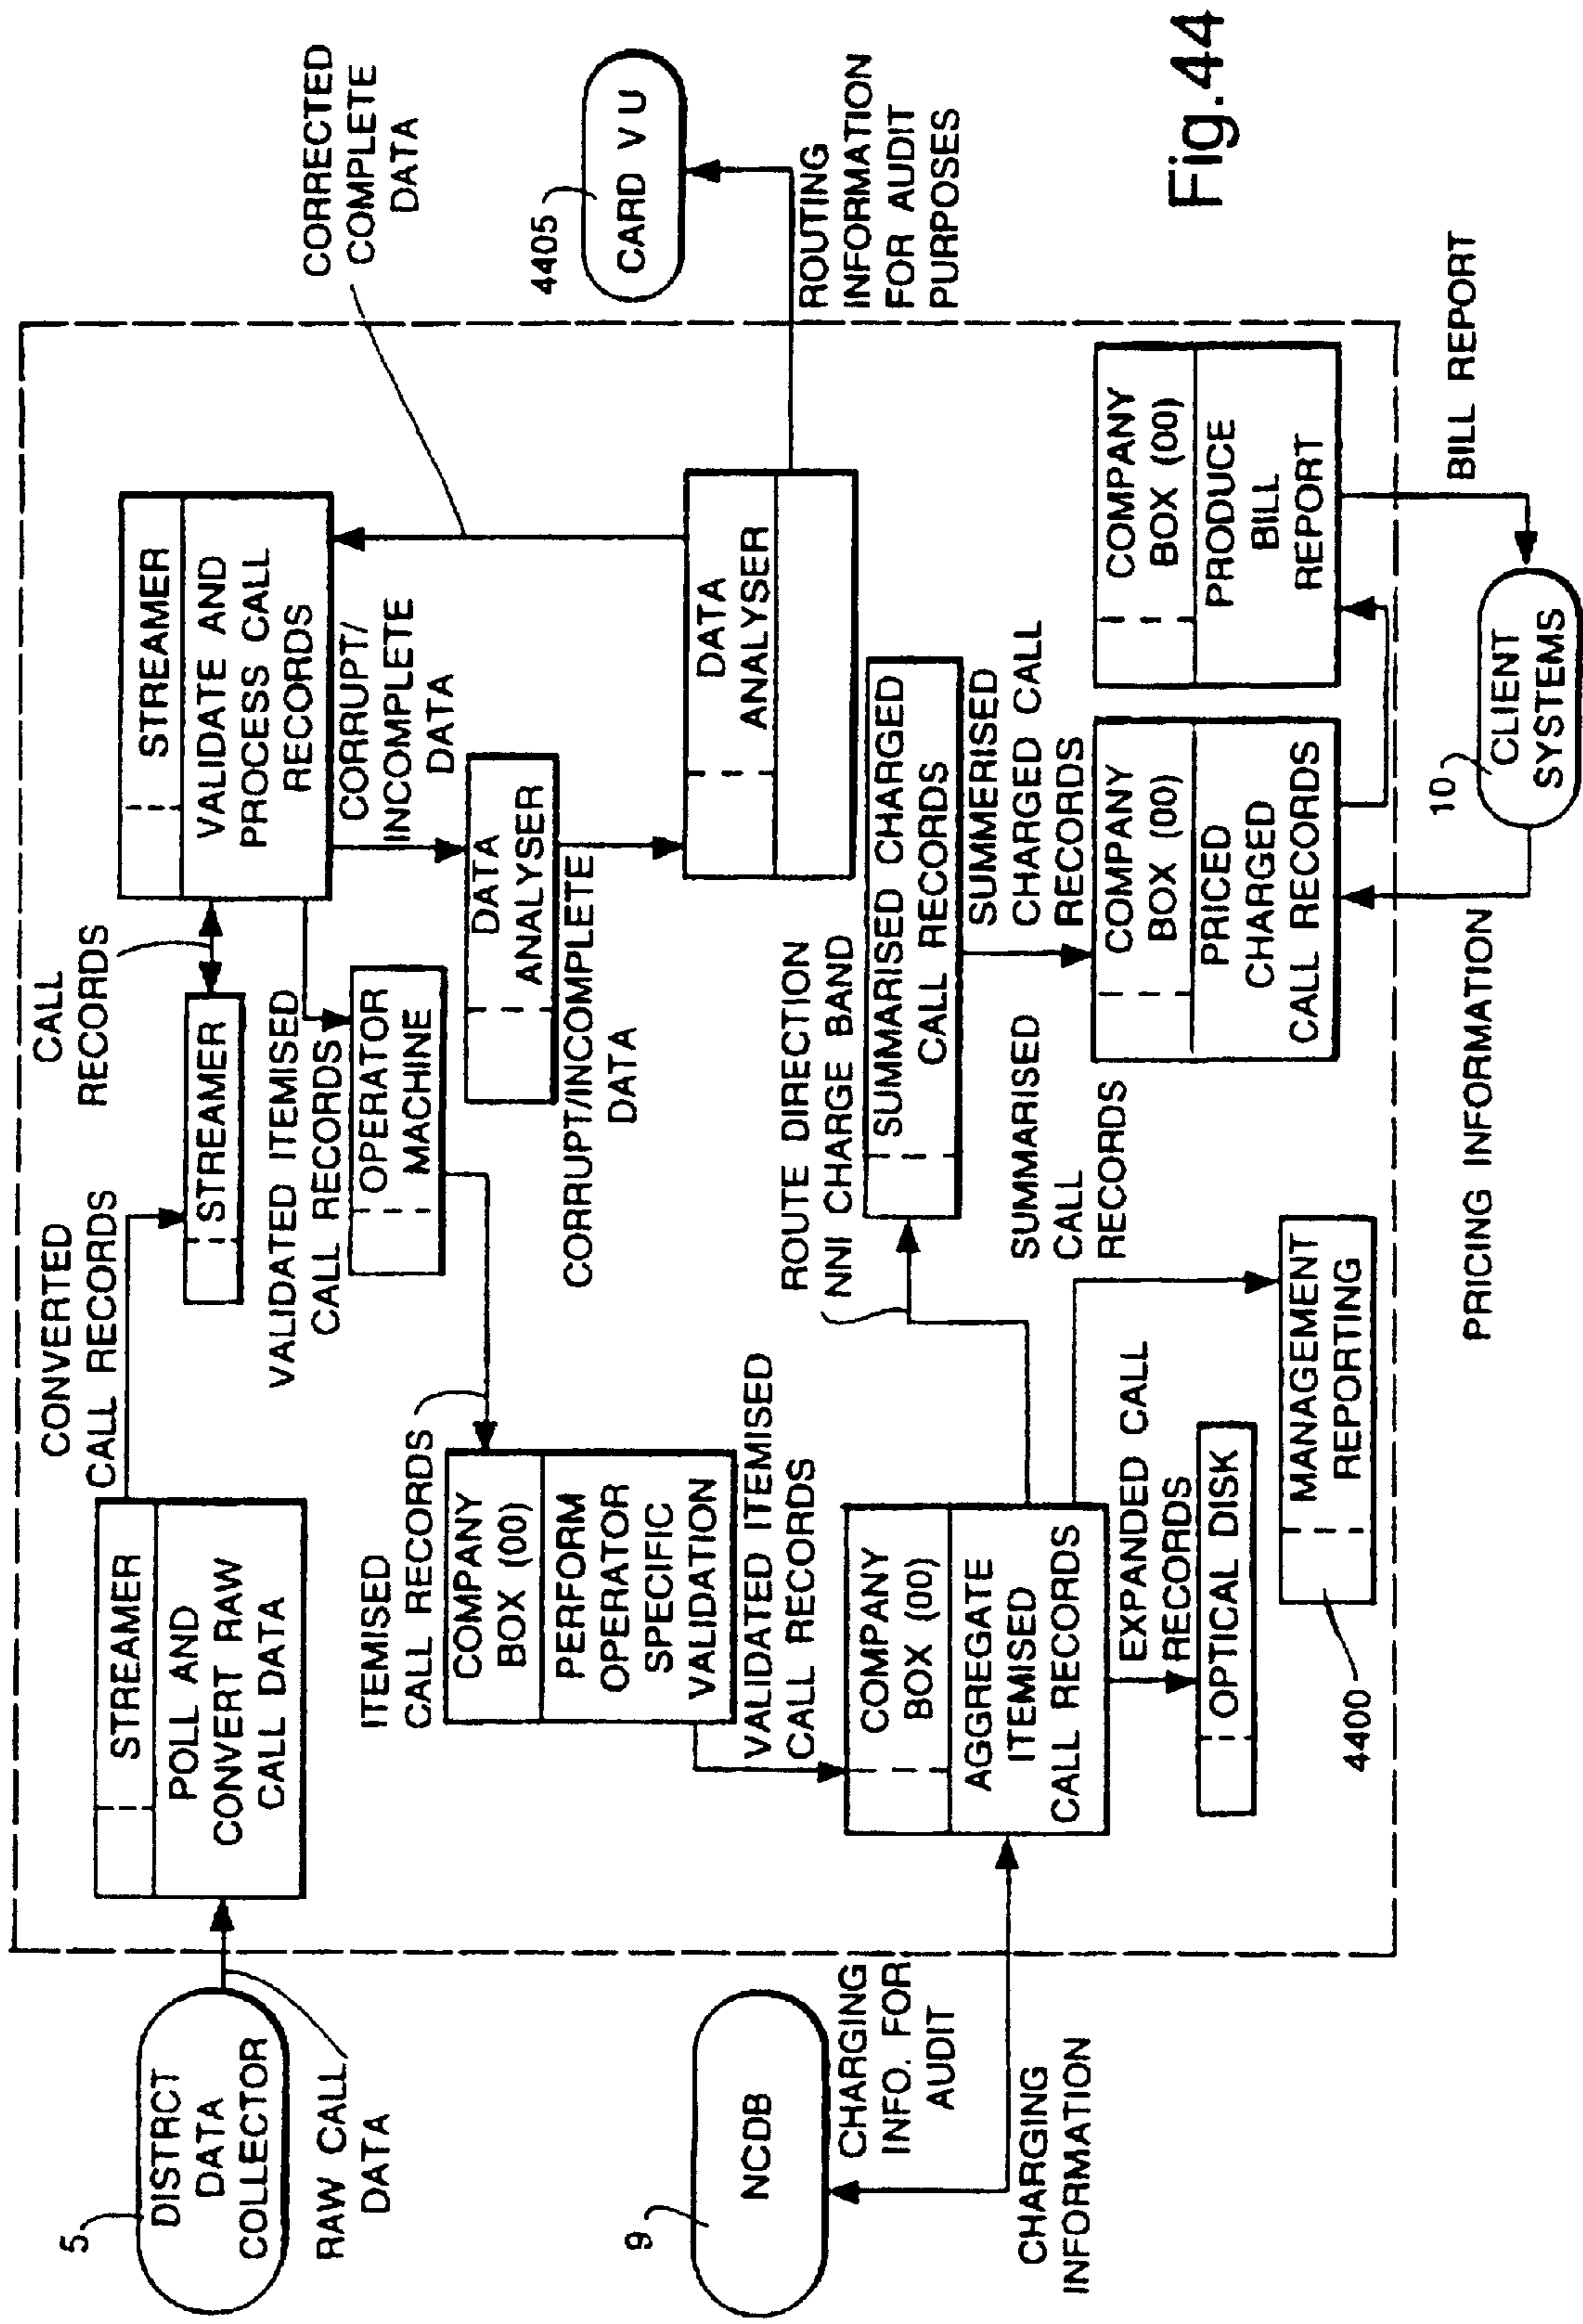 5
DISTRCT
DATA
COLLECTOR
RAW CALL
DATA
STREAMER
POLL AND
CONVERT RAW
CALL DATA
CONVERTED
CALL RECORDS
STREAMER
CALL
RECORDS
STREAMER
VALIDATE AND
PROCESS CALL
RECORDS
CORRECTED
COMPLETE
DATA
VALIDATED ITEMISED
CALL RECORDS
OPERATOR
MACHINE
CORRUPT/
INCOMPLETE
DATA
DATA
ANALYSER
CORRUPT/INCOMPLETE
DATA
DATA
ANALYSER
4405
CARD V U
ROUTING
INFORMATION
FOR AUDIT
PURPOSES
ITEMISED
CALL RECORDS
COMPANY
BOX (00)
PERFORM
OPERATOR
SPECIFIC
VALIDATION
VALIDATED ITEMISED
CALL RECORDS
9
NCDB
CHARGING
INFO. FOR
AUDIT
CHARGING
INFORMATION
COMPANY
BOX (00)
AGGREGATE
ITEMISED
CALL RECORDS
EXPANDED CALL
RECORDS
OPTICAL DISK
4400
MANAGEMENT
REPORTING
ROUTE DIRECTION
NNI CHARGE BAND
SUMMARISED CHARGED
CALL RECORDS
SUMMARISED
CALL
RECORDS
SUMMERISED
CHARGED CALL
RECORDS
COMPANY
BOX (00)
PRICED
CHARGED
CALL RECORDS
COMPANY
BOX (00)
PRODUCE
BILL
REPORT
PRICING INFORMATION
10
CLIENT
SYSTEMS
BILL REPORT
Fig.44